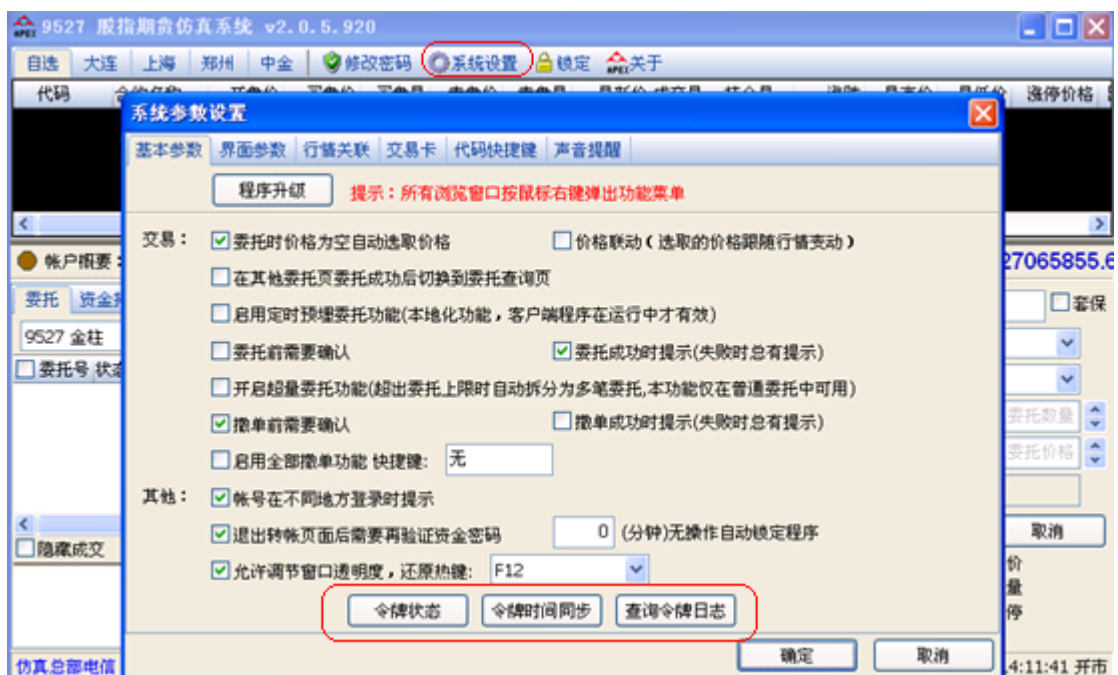 9527 股指期货仿真系统 v2.0.5.920
自选 大连 上海 郑州 中金 修改密码 系统设置 锁定 APEX关于
代码 涨停价格
系统参数设置
基本参数 界面参数 行情关联 交易卡 代码快捷键 声音提醒
程序升级 提示：所有浏览窗口按鼠标右键弹出功能菜单
交易： 委托时价格为空自动选取价格 价格联动（选取的价格跟随行情变动）
帐户概要： 27065855.6
在其他委托页委托成功后切换到委托查询页
委托 资金 套保
启用定时预埋委托功能(本地化功能，客户端程序在运行中才有效)
9527 金柱
委托前需要确认 委托成功时提示(失败时总有提示)
委托号 状态
开启超量委托功能(超出委托上限时自动拆分为多笔委托,本功能仅在普通委托中可用)
委托数量
撤单前需要确认 撤单成功时提示(失败时总有提示)
委托价格
启用全部撤单功能 快捷键: 无
其他： 帐号在不同地方登录时提示
退出转帐页面后需要再验证资金密码 0 (分钟)无操作自动锁定程序
取消
隐藏成交
允许调节窗口透明度，还原热键: F12
价
量
令牌状态 令牌时间同步 查询令牌日志
停
确定 取消
仿真总部电信 4:11:41 开市